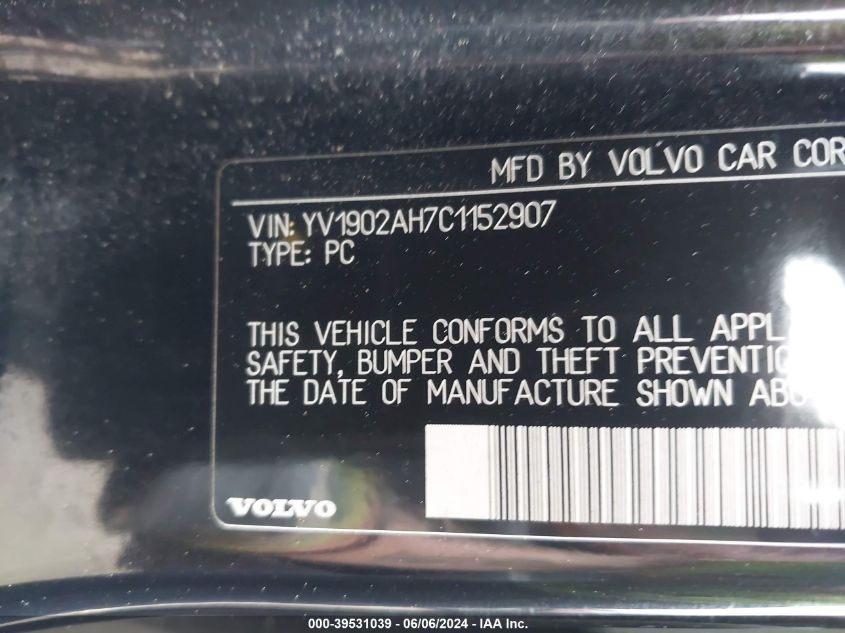 MFD BY VOLVO CAR COR
VIN: YV1902AH7C1152907
TYPE: PC
THIS VEHICLE CONFORMS TO ALL APPL
SAFETY, BUMPER AND THEFT PREVENTIO
THE DATE OF MANUFACTURE SHOWN ABO
VOLVO
000-39531039 - 06/06/2024 - IAA Inc.